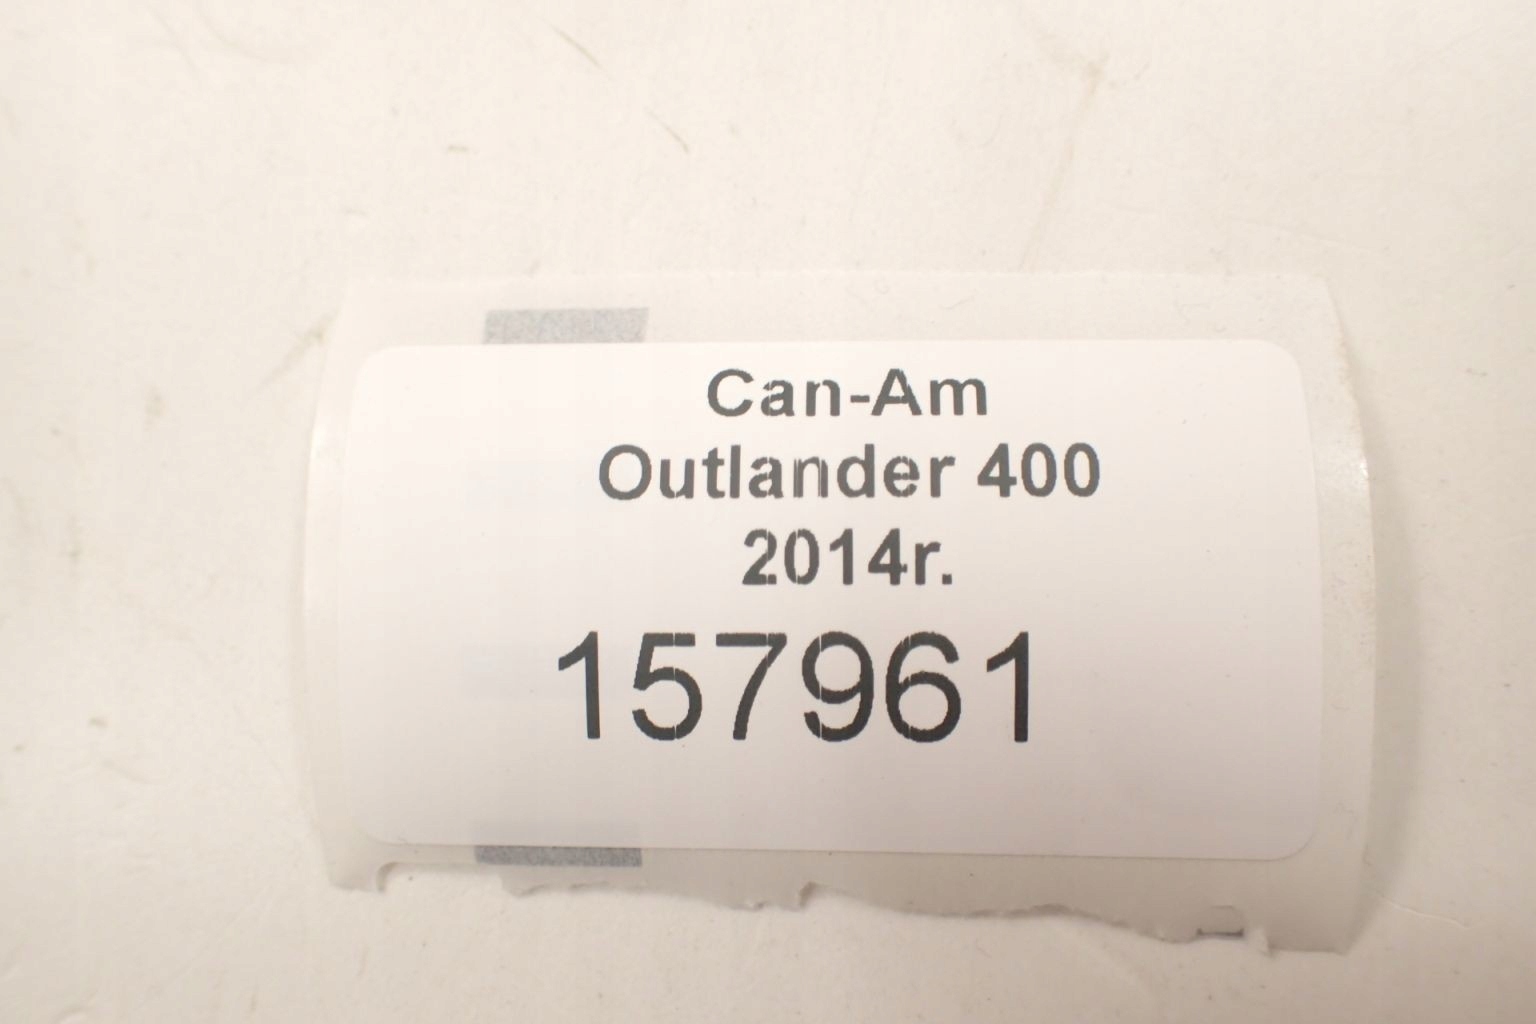 Can-Am
Outlander 400
2014r.
157961